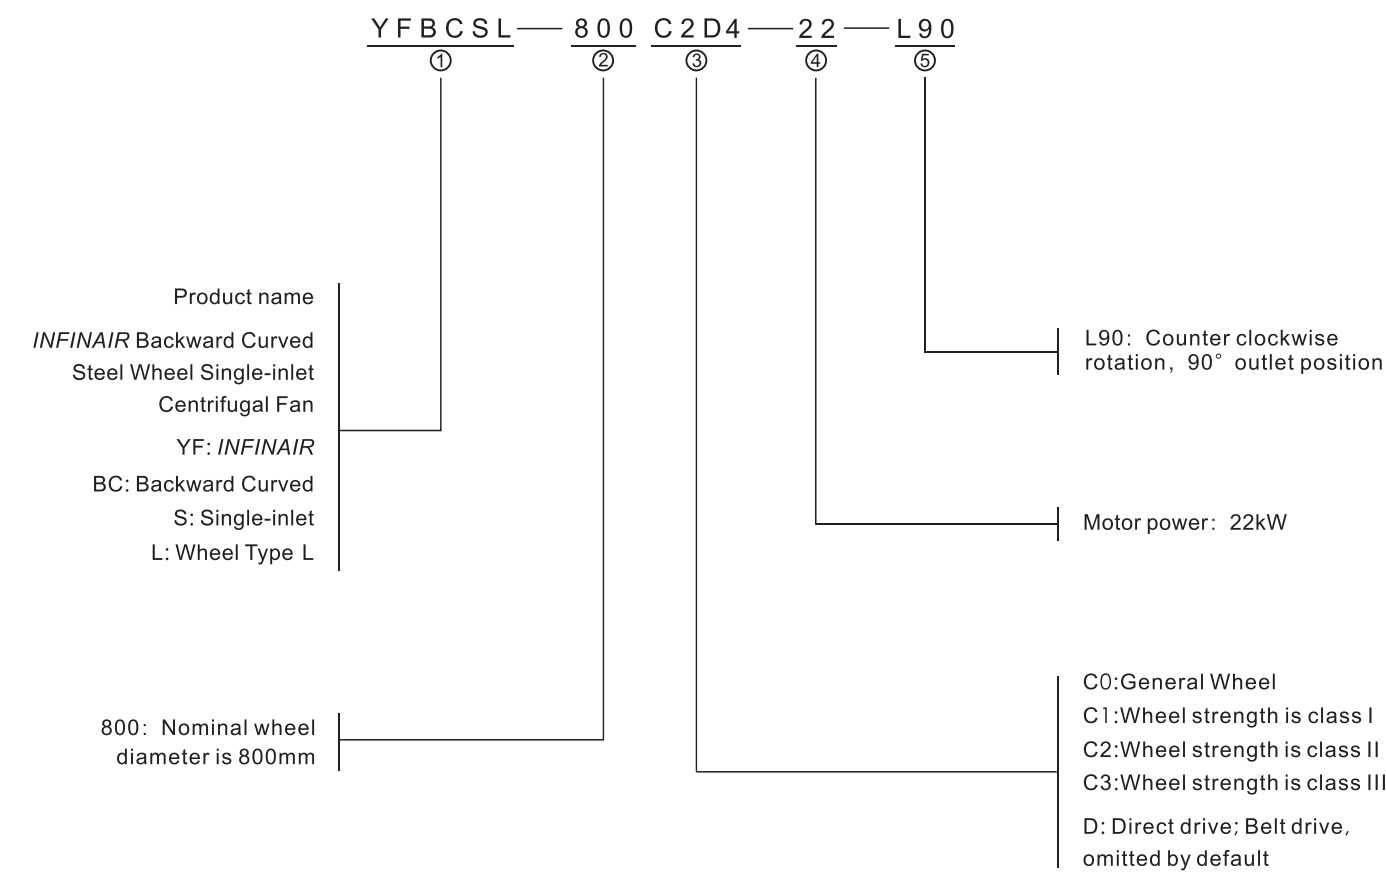 YFBCSL — 800 C2D4 — 22 — L90
① ② ③ ④ ⑤
Product name
INFINAIR Backward Curved
Steel Wheel Single-inlet
Centrifugal Fan
YF: INFINAIR
BC: Backward Curved
S: Single-inlet
L: Wheel Type L
800: Nominal wheel
diameter is 800mm
L90: Counter clockwise
rotation, 90° outlet position
Motor power: 22kW
C0:General Wheel
C1:Wheel strength is class I
C2:Wheel strength is class II
C3:Wheel strength is class III
D: Direct drive; Belt drive,
omitted by default